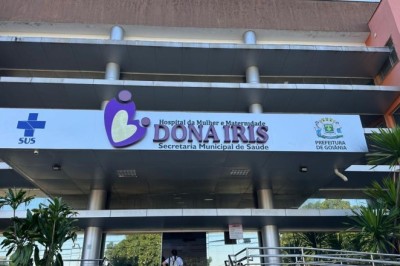 SUS
Hospital da Mulher e Maternidade
DONA IRIS
Secretaria Municipal de Saúde
PREFEITURA
DE GOIÂNIA